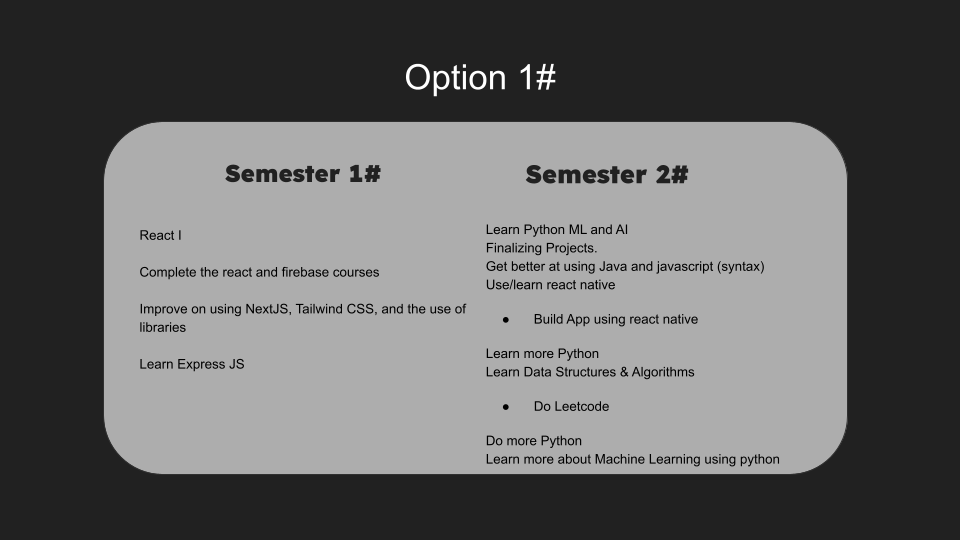 Option 1#
Semester 1#
React I
Complete the react and firebase courses
Improve on using NextJS, Tailwind CSS, and the use of
libraries
Learn Express JS
Semester 2#
Learn Python ML and AI
Finalizing Projects.
Get better at using Java and javascript (syntax)
Use/learn react native
● Build App using react native
Learn more Python
Learn Data Structures & Algorithms
● Do Leetcode
Do more Python
Learn more about Machine Learning using python